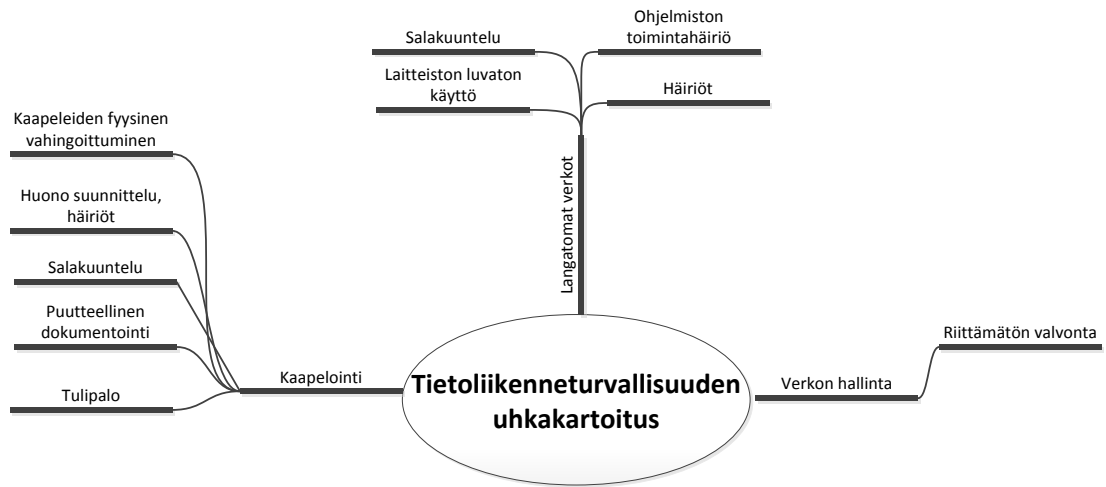 Salakuuntelu
Ohjelmiston
toimintahäiriö
Laitteiston luvaton
käyttö
Häiriöt
Langatomat verkot
Kaapeleiden fyysinen
vahingoittuminen
Huono suunnittelu,
häiriöt
Salakuuntelu
Puutteellinen
dokumentointi
Tulipalo
Kaapelointi
Tietoliikenneturvallisuuden
uhkakartoitus
Verkon hallinta
Riittämätön valvonta